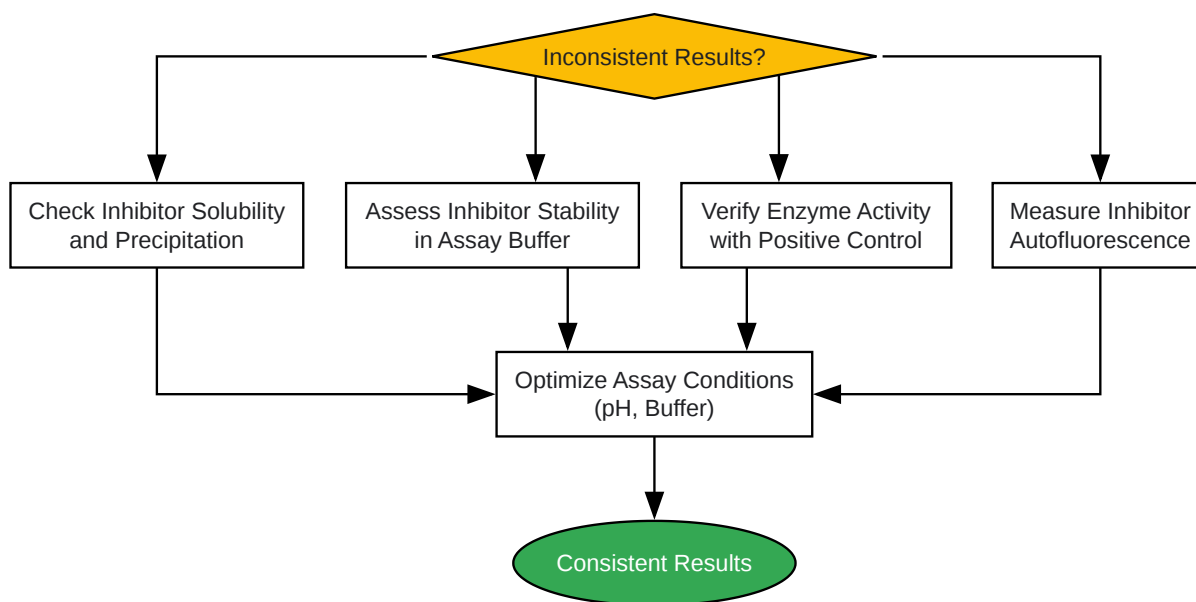 Inconsistent Results?
Check Inhibitor Solubility
and Precipitation
Assess Inhibitor Stability
in Assay Buffer
Verify Enzyme Activity
with Positive Control
Measure Inhibitor
Autofluorescence
Optimize Assay Conditions
(pH, Buffer)
Consistent Results